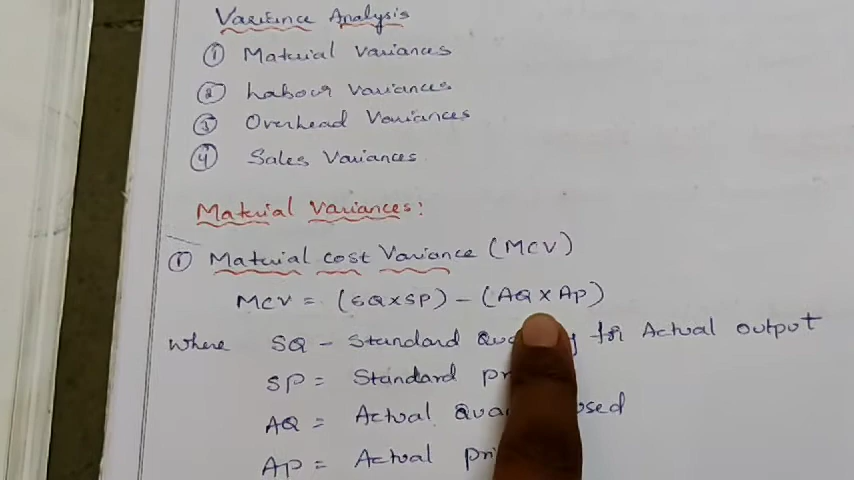 Variance Analysis
① Material Variances
② Labour Variances
③ Overhead Variances
④ Sales Variances
Material Variances:
① Material Cost Variance (MCV)
MCV = (SQ×SP) - (AQ × AP)
Where SQ - Standard for Actual output
SP = Standard
AQ = Actual used
AP = Actual